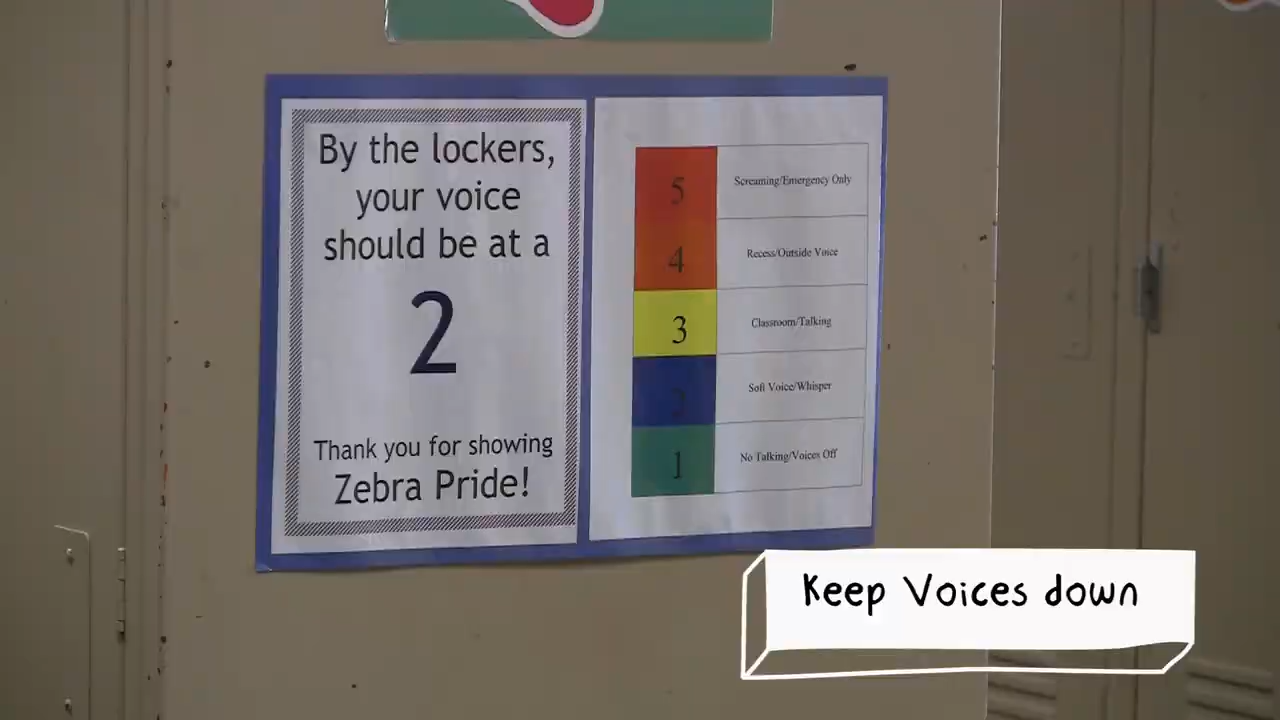 By the lockers,
your voice
should be at a
2
Thank you for showing
Zebra Pride!
5 Screaming/Emergency Only
4 Recess/Outside Voice
3 Classroom/Talking
2 Soft Voice/Whisper
1 No Talking/Voices Off
Keep Voices down